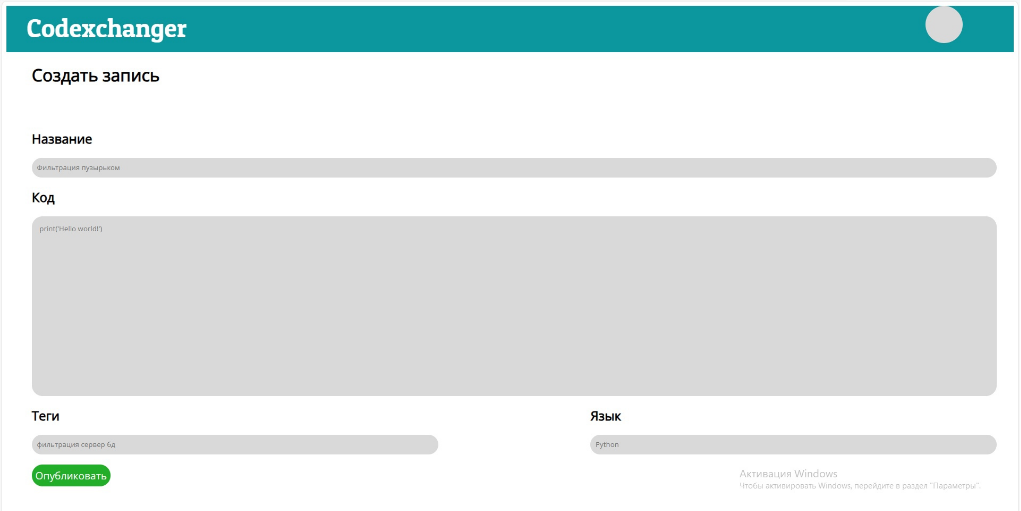 Codexchanger
Создать запись
Название
Фильтрация пузырьком
Код
print('Hello world!')
Теги
Язык
фильтрация сервер бд
Python
Опубликовать
Активация Windows
Чтобы активировать Windows, перейдите в раздел "Параметры".